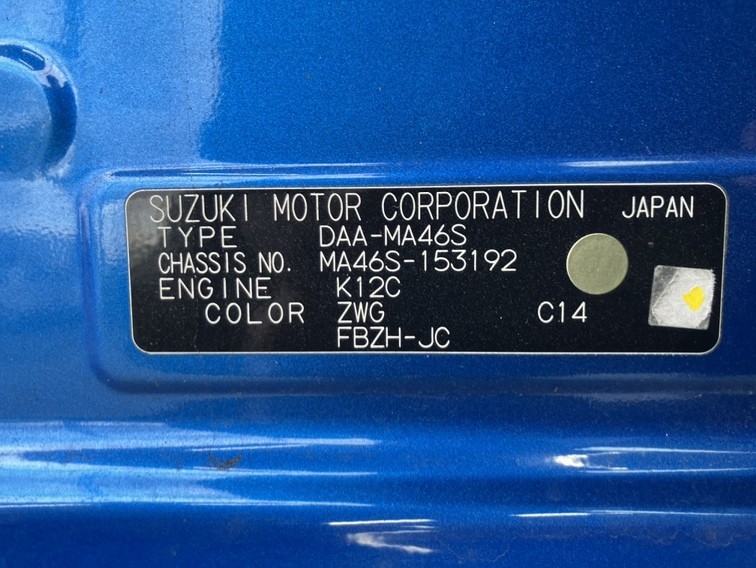 SUZUKI MOTOR CORPORATION JAPAN
TYPE DAA-MA46S
CHASSIS NO. MA46S-153192
ENGINE K12C
COLOR ZWG C14
FBZH-JC